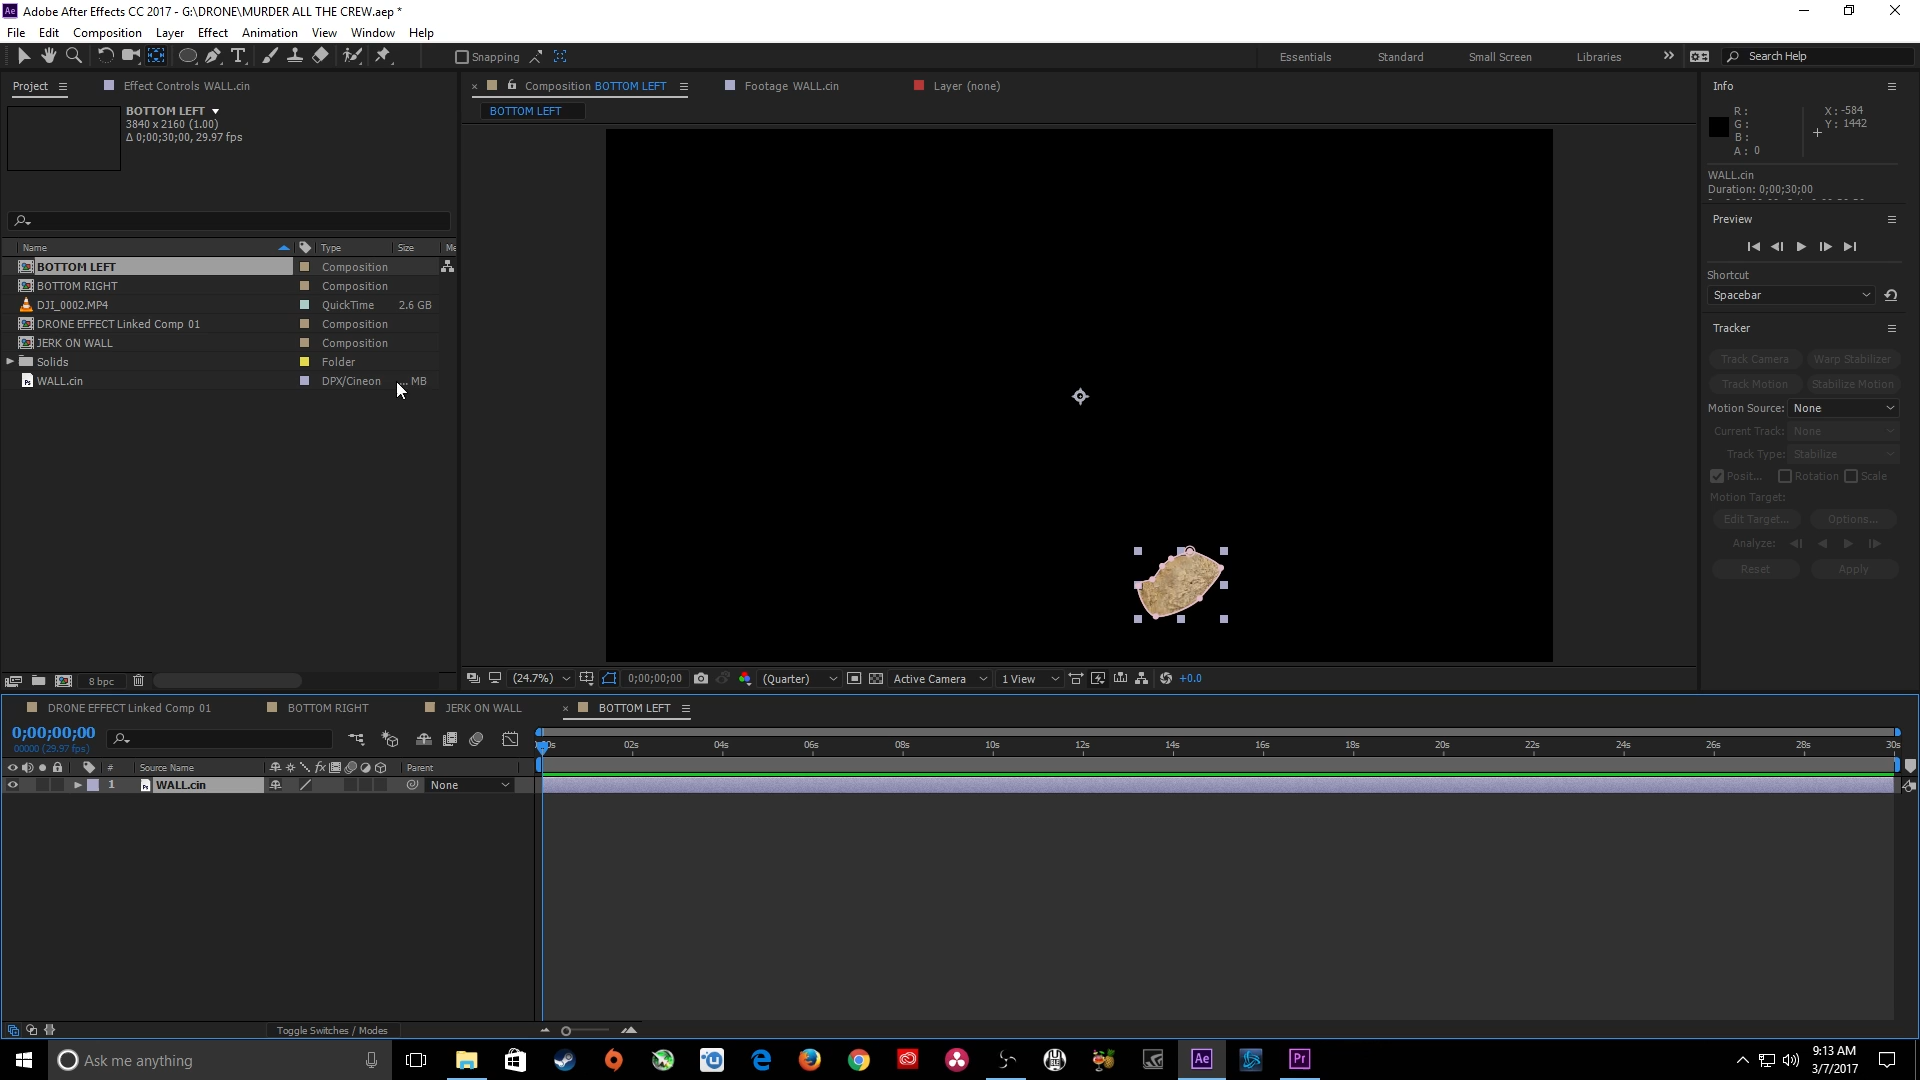 Adobe After Effects CC 2017 - G:\DRONE\MURDER ALL THE CREW.aep *
File Edit Composition Layer Effect Animation View Window Help
Snapping
Essentials Standard Small Screen Libraries Search Help
Project Effect Controls WALL.cin
Composition BOTTOM LEFT Footage WALL.cin Layer (none)
BOTTOM LEFT
3840 x 2160 (1.00)
Δ 0;00;30;00, 29.97 fps
BOTTOM LEFT
Name Type Size Me
BOTTOM LEFT Composition
BOTTOM RIGHT Composition
DJI_0002.MP4 QuickTime 2.6 GB
DRONE EFFECT Linked Comp 01 Composition
JERK ON WALL Composition
Solids Folder
WALL.cin DPX/Cineon ... MB
8 bpc
(24.7%) 0;00;00;00 (Quarter) Active Camera 1 View +0.0
Info
R: X: -584
G: Y: 1442
B:
A: 0
WALL.cin
Duration: 0;00;30;00
Preview
Shortcut
Spacebar
Tracker
Track Camera Warp Stabilizer
Track Motion Stabilize Motion
Motion Source: None
Current Track: None
Track Type: Stabilize
Posit... Rotation Scale
Motion Target:
Edit Target... Options...
Analyze:
Reset Apply
DRONE EFFECT Linked Comp 01 BOTTOM RIGHT JERK ON WALL BOTTOM LEFT
0;00;00;00
00000 (29.97 fps)
02s 04s 06s 08s 10s 12s 14s 16s 18s 20s 22s 24s 26s 28s 30s
# Source Name fx Parent
1 WALL.cin None
Toggle Switches / Modes
Ask me anything
Ae Pr
9:13 AM
3/7/2017